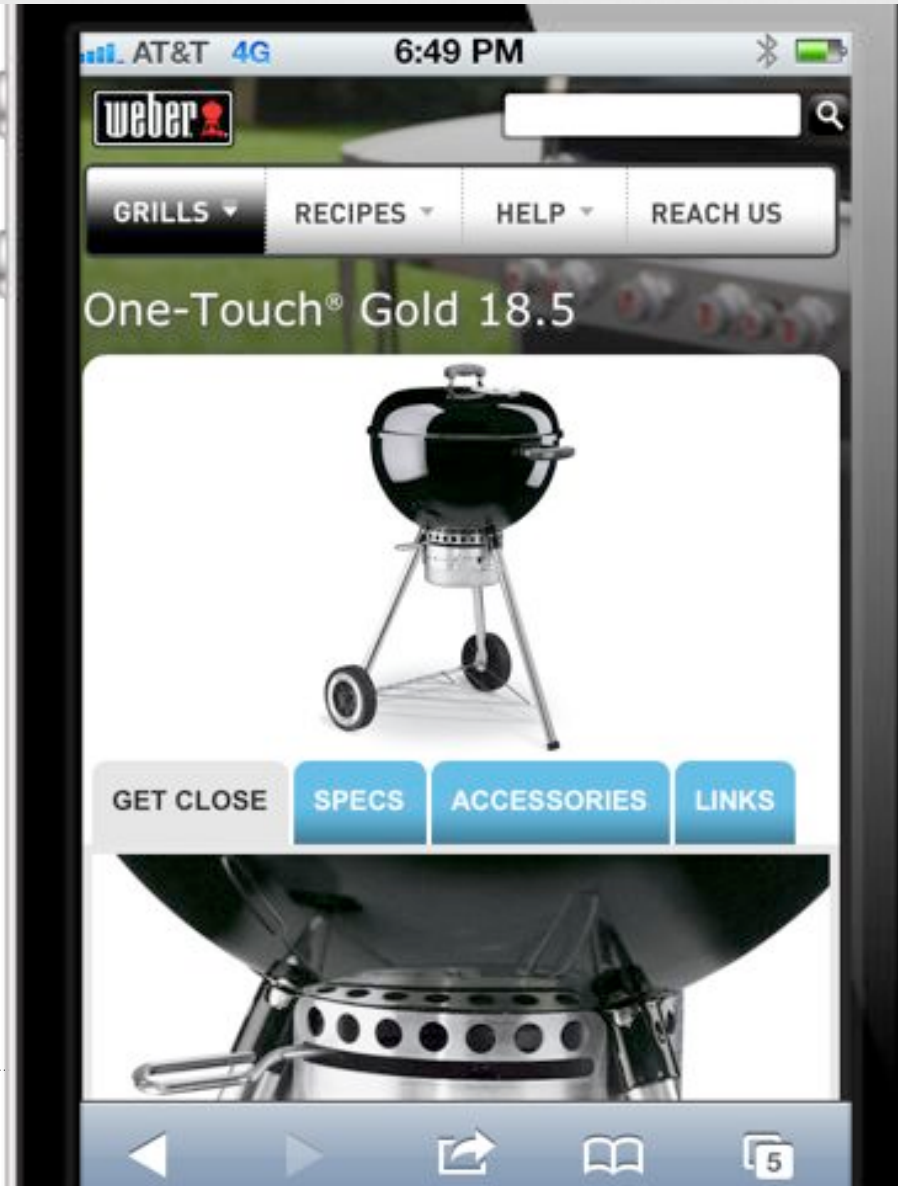 AT&T 4G 6:49 PM
weber
GRILLS RECIPES HELP REACH US
One-Touch® Gold 18.5
GET CLOSE SPECS ACCESSORIES LINKS
5